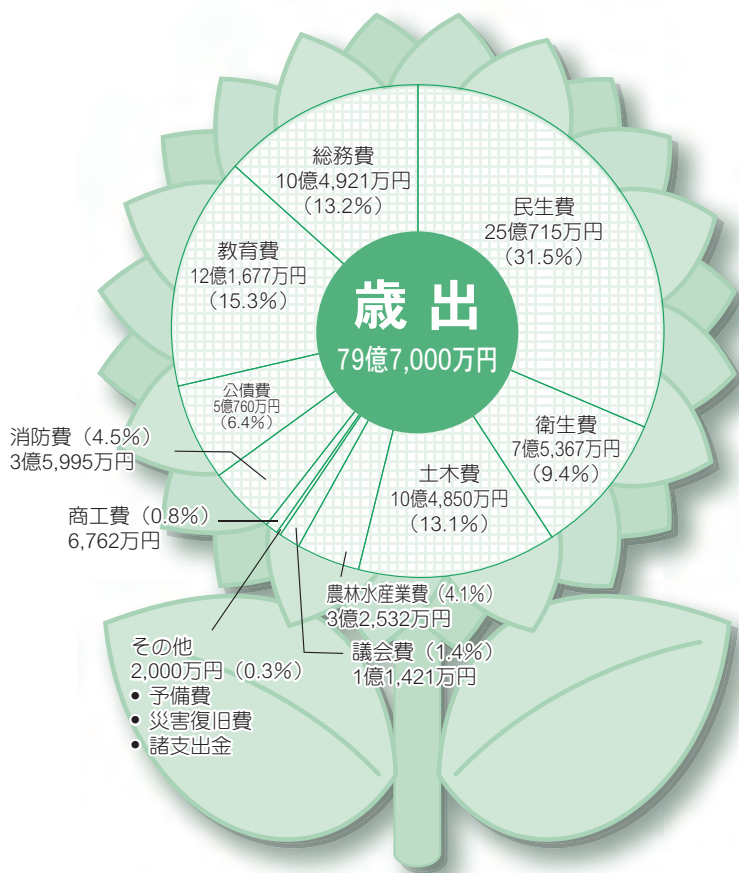 歳出
79億7,000万円
民生費
25億715万円
（31.5%）
衛生費
7億5,367万円
（9.4%）
土木費
10億4,850万円
（13.1%）
農林水産業費（4.1%）
3億2,532万円
議会費（1.4%）
1億1,421万円
その他
2,000万円（0.3%）
• 予備費
• 災害復旧費
• 諸支出金
商工費（0.8%）
6,762万円
消防費（4.5%）
3億5,995万円
公債費
5億760万円
（6.4%）
教育費
12億1,677万円
（15.3%）
総務費
10億4,921万円
（13.2%）